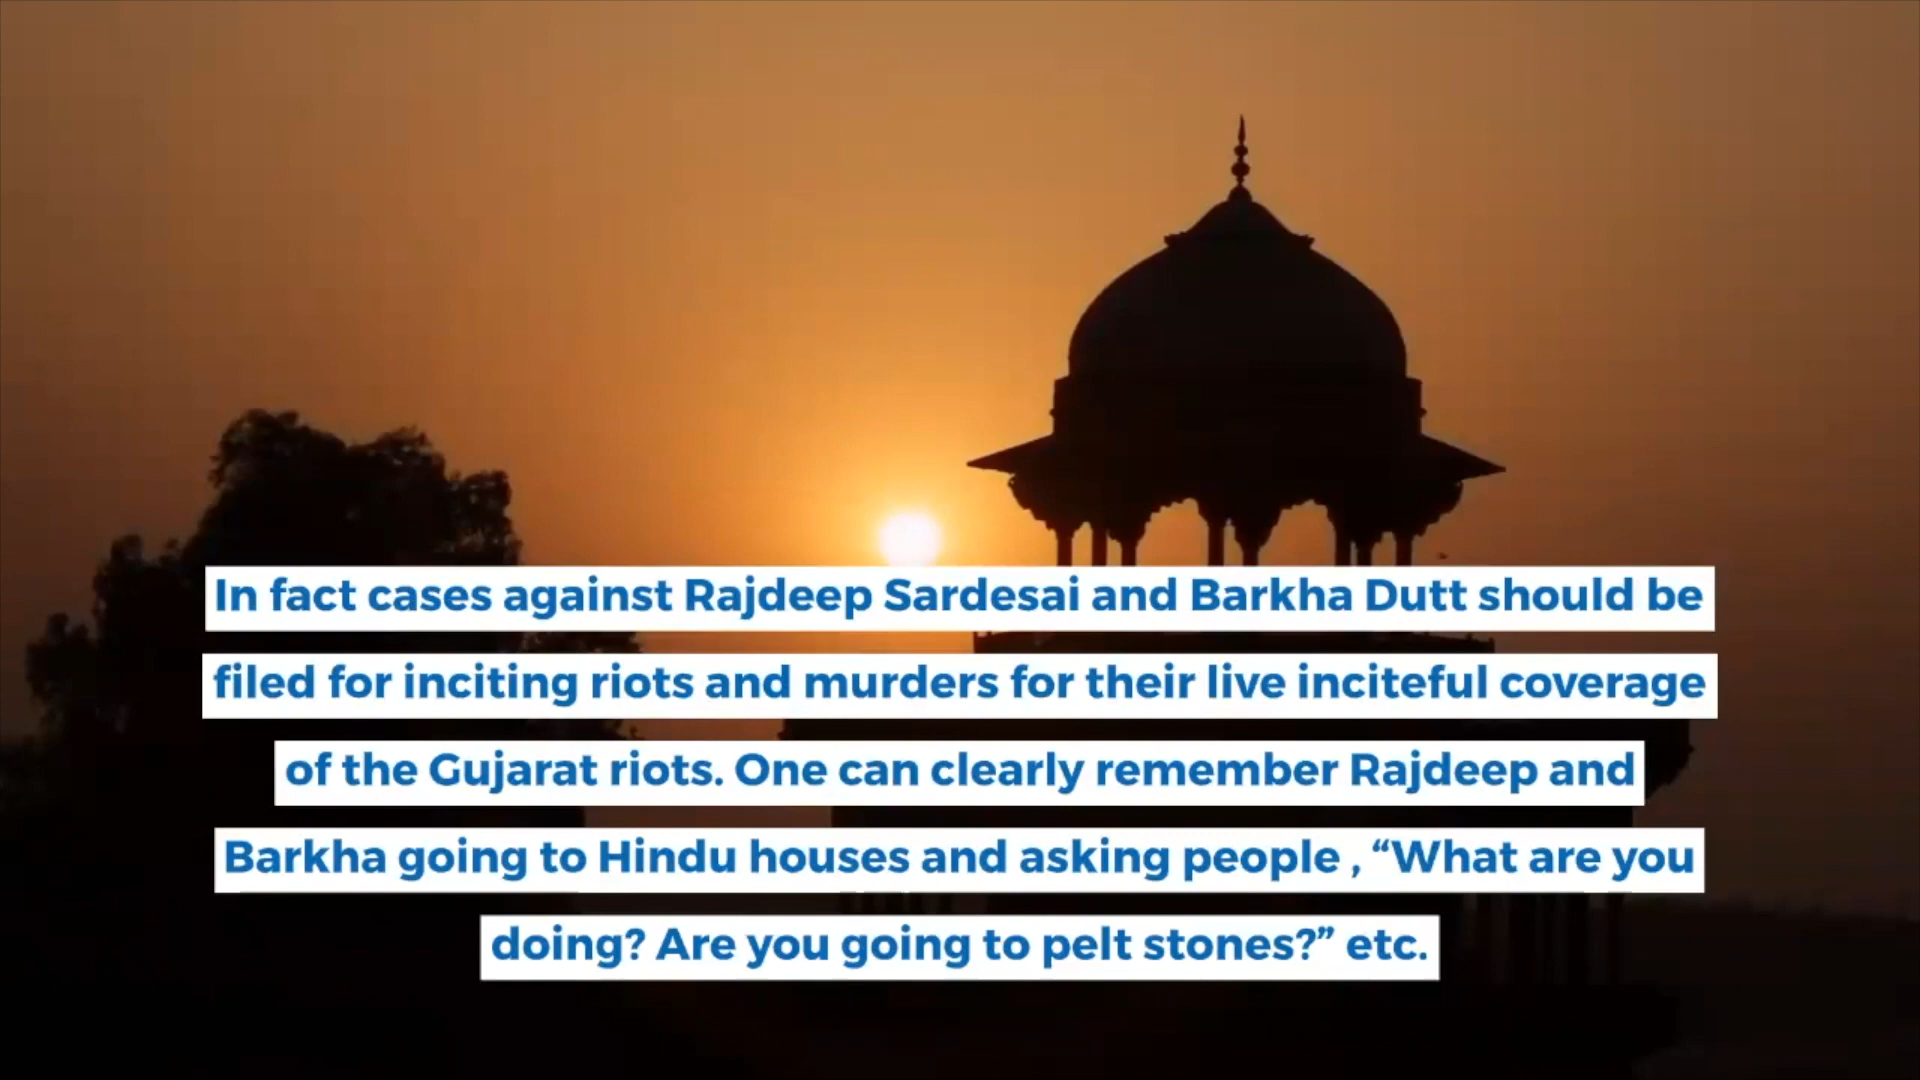 In fact cases against Rajdeep Sardesai and Barkha Dutt should be
filed for inciting riots and murders for their live inciteful coverage
of the Gujarat riots. One can clearly remember Rajdeep and
Barkha going to Hindu houses and asking people , “What are you
doing? Are you going to pelt stones?” etc.